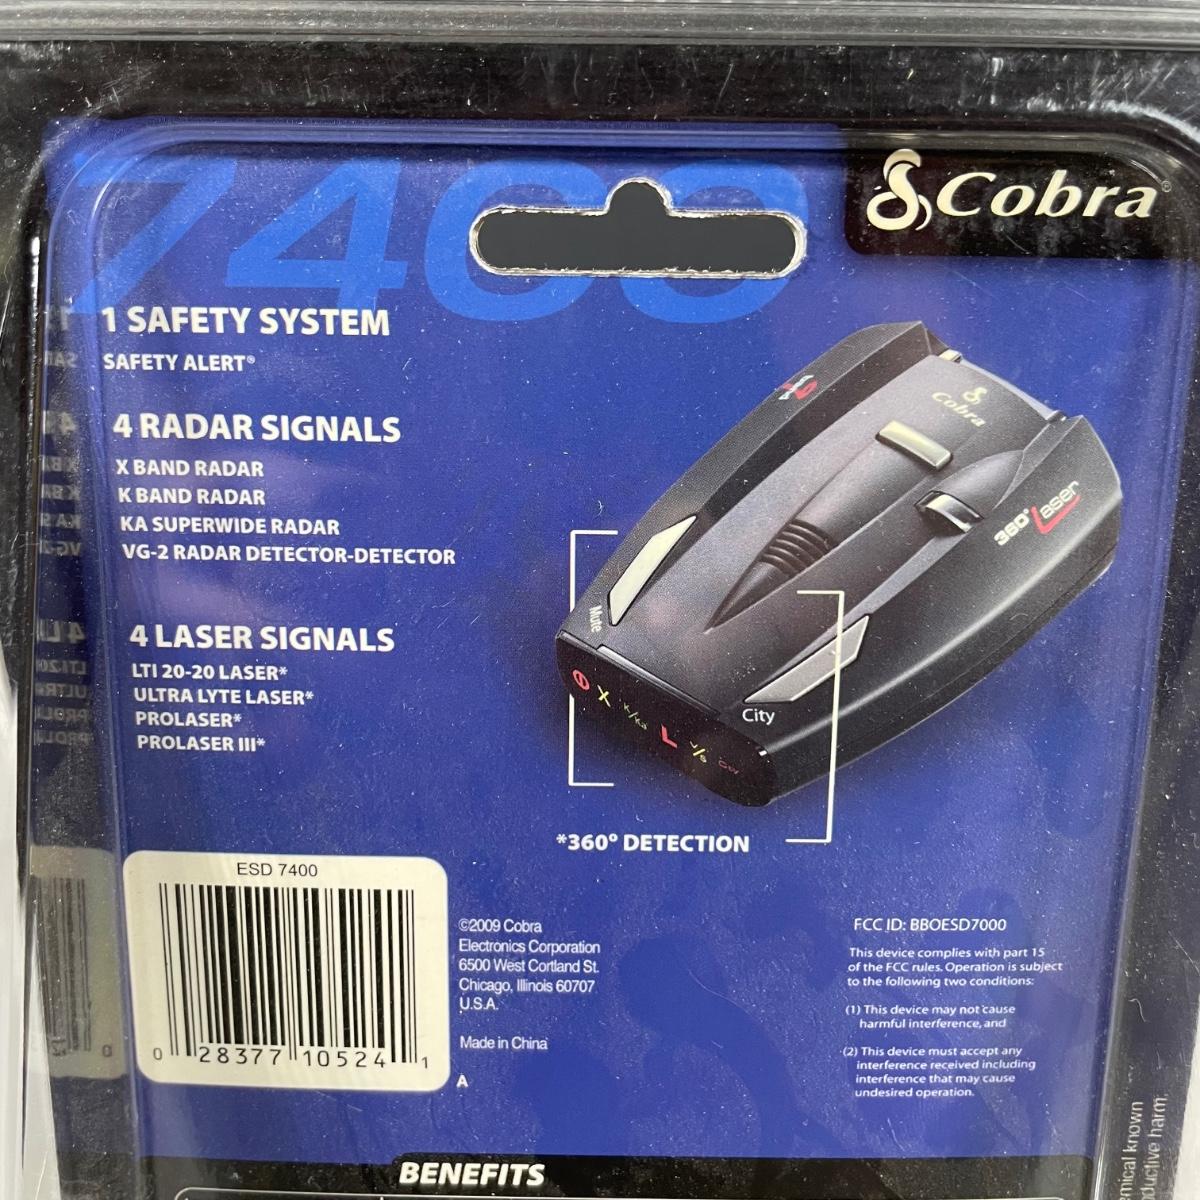 7400
Cobra®
1 SAFETY SYSTEM
SAFETY ALERT®
4 RADAR SIGNALS
X BAND RADAR
K BAND RADAR
KA SUPERWIDE RADAR
VG-2 RADAR DETECTOR-DETECTOR
4 LASER SIGNALS
LTI 20-20 LASER*
ULTRA LYTE LASER*
PROLASER*
PROLASER III*
Cobra
360° Laser
Mute
City
X
K/Ka
L
V/S
City
*360° DETECTION
ESD 7400
0 28377 10524 1
©2009 Cobra
Electronics Corporation
6500 West Cortland St.
Chicago, Illinois 60707
U.S.A.
Made in China
A
FCC ID: BBOESD7000
This device complies with part 15
of the FCC rules. Operation is subject
to the following two conditions:
(1) This device may not cause
harmful interference, and
(2) This device must accept any
interference received including
interference that may cause
undesired operation.
BENEFITS
mical known
ductive harm.